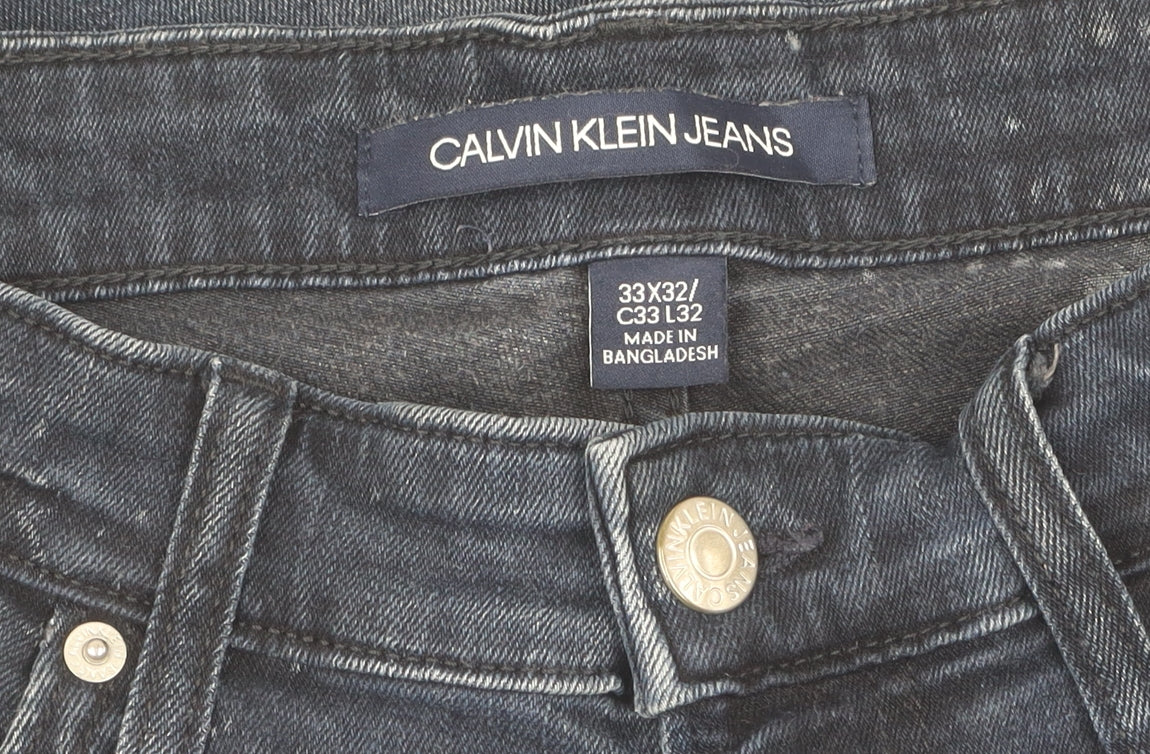 CALVIN KLEIN JEANS
33X32/
C33 L32
MADE IN
BANGLADESH
CALVIN KLEIN JEANS